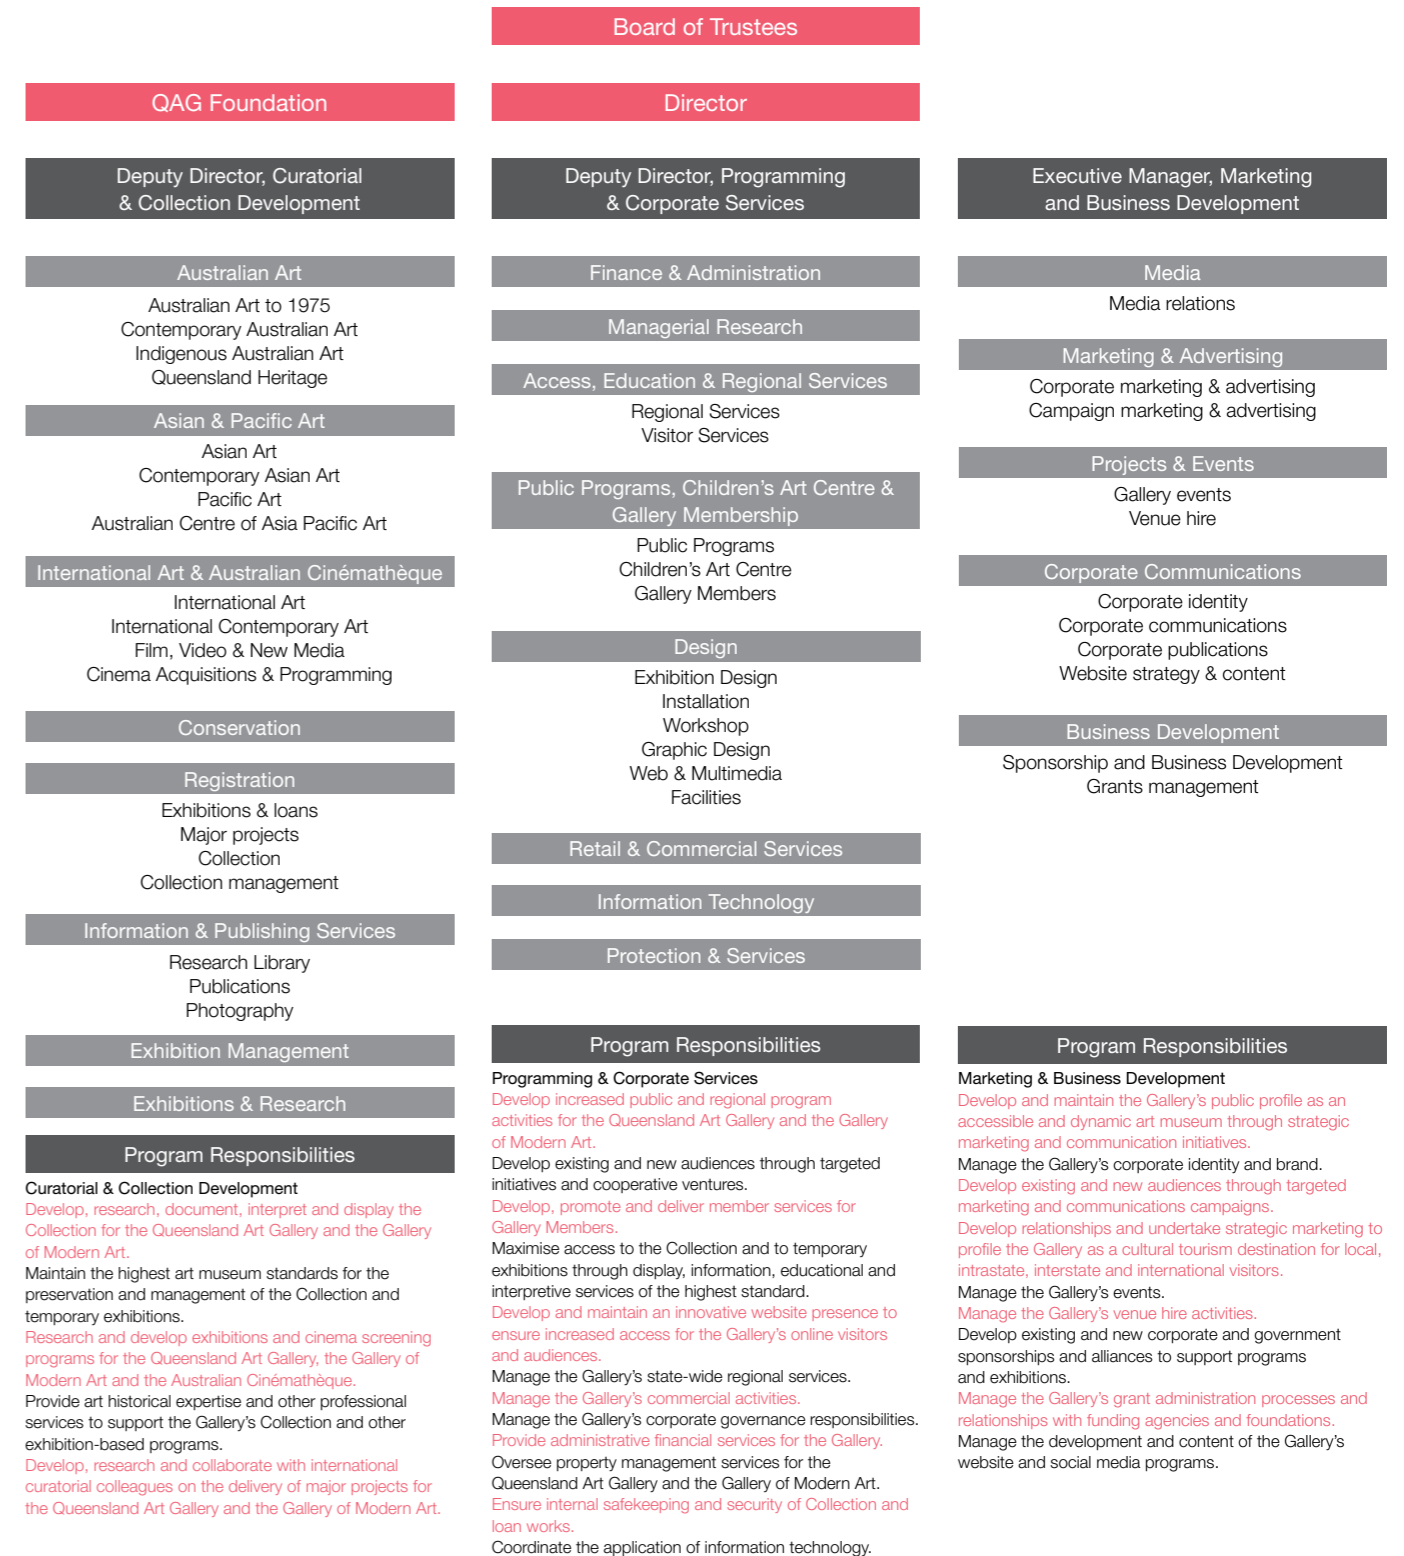 Board of Trustees
QAG Foundation
Director
Deputy Director, Curatorial
& Collection Development
Australian Art
Australian Art to 1975
Contemporary Australian Art
Indigenous Australian Art
Queensland Heritage
Asian & Pacific Art
Asian Art
Contemporary Asian Art
Pacific Art
Australian Centre of Asia Pacific Art
International Art & Australian Cinémathèque
International Art
International Contemporary Art
Film, Video & New Media
Cinema Acquisitions & Programming
Conservation
Registration
Exhibitions & loans
Major projects
Collection
Collection management
Information & Publishing Services
Research Library
Publications
Photography
Exhibition Management
Exhibitions & Research
Program Responsibilities
Curatorial & Collection Development
Develop, research, document, interpret and display the
Collection for the Queensland Art Gallery and the Gallery
of Modern Art.
Maintain the highest art museum standards for the
preservation and management of the Collection and
temporary exhibitions.
Research and develop exhibitions and cinema screening
programs for the Queensland Art Gallery, the Gallery of
Modern Art and the Australian Cinémathèque.
Provide art historical expertise and other professional
services to support the Gallery's Collection and other
exhibition-based programs.
Develop, research and collaborate with international
curatorial colleagues on the delivery of major projects for
the Queensland Art Gallery and the Gallery of Modern Art.
Deputy Director, Programming
& Corporate Services
Finance & Administration
Managerial Research
Access, Education & Regional Services
Regional Services
Visitor Services
Public Programs, Children's Art Centre &
Gallery Membership
Public Programs
Children's Art Centre
Gallery Members
Design
Exhibition Design
Installation
Workshop
Graphic Design
Web & Multimedia
Facilities
Retail & Commercial Services
Information Technology
Protection & Services
Program Responsibilities
Programming & Corporate Services
Develop increased public and regional program
activities for the Queensland Art Gallery and the Gallery
of Modern Art.
Develop existing and new audiences through targeted
initiatives and cooperative ventures.
Develop, promote and deliver member services for
Gallery Members.
Maximise access to the Collection and to temporary
exhibitions through display, information, educational and
interpretive services of the highest standard.
Develop and maintain an innovative website presence to
ensure increased access for the Gallery's online visitors
and audiences.
Manage the Gallery's state-wide regional services.
Manage the Gallery's commercial activities.
Manage the Gallery's corporate governance responsibilities.
Provide administrative financial services for the Gallery.
Oversee property management services for the
Queensland Art Gallery and the Gallery of Modern Art.
Ensure internal safekeeping and security of Collection and
loan works.
Coordinate the application of information technology.
Executive Manager, Marketing
and Business Development
Media
Media relations
Marketing & Advertising
Corporate marketing & advertising
Campaign marketing & advertising
Projects & Events
Gallery events
Venue hire
Corporate Communications
Corporate identity
Corporate communications
Corporate publications
Website strategy & content
Business Development
Sponsorship and Business Development
Grants management
Program Responsibilities
Marketing & Business Development
Develop and maintain the Gallery's public profile as an
accessible and dynamic art museum through strategic
marketing and communication initiatives.
Manage the Gallery's corporate identity and brand.
Develop existing and new audiences through targeted
marketing and communications campaigns.
Develop relationships and undertake strategic marketing to
profile the Gallery as a cultural tourism destination for local,
intrastate, interstate and international visitors.
Manage the Gallery's events.
Manage the Gallery's venue hire activities.
Develop existing and new corporate and government
sponsorships and alliances to support programs
and exhibitions.
Manage the Gallery's grant administration processes and
relationships with funding agencies and foundations.
Manage the development and content of the Gallery's
website and social media programs.